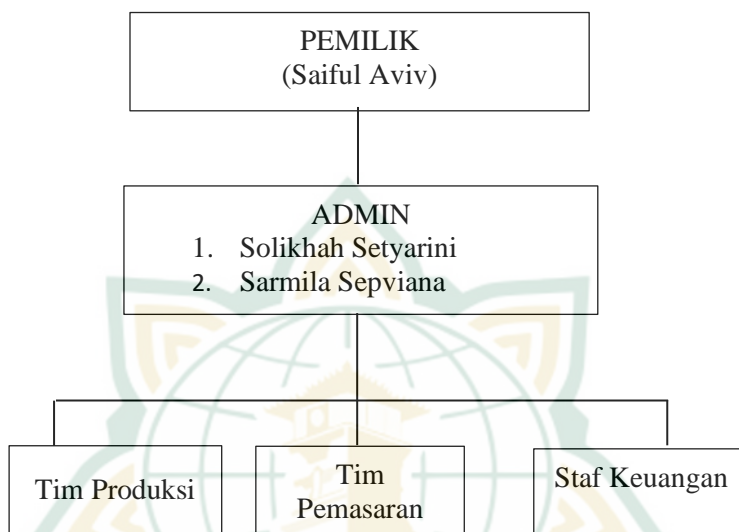 PEMILIK
(Saiful Aviv)
ADMIN
1. Solikhah Setyarini
2. Sarmila Sepviana
Tim Produksi
Tim
Pemasaran
Staf Keuangan